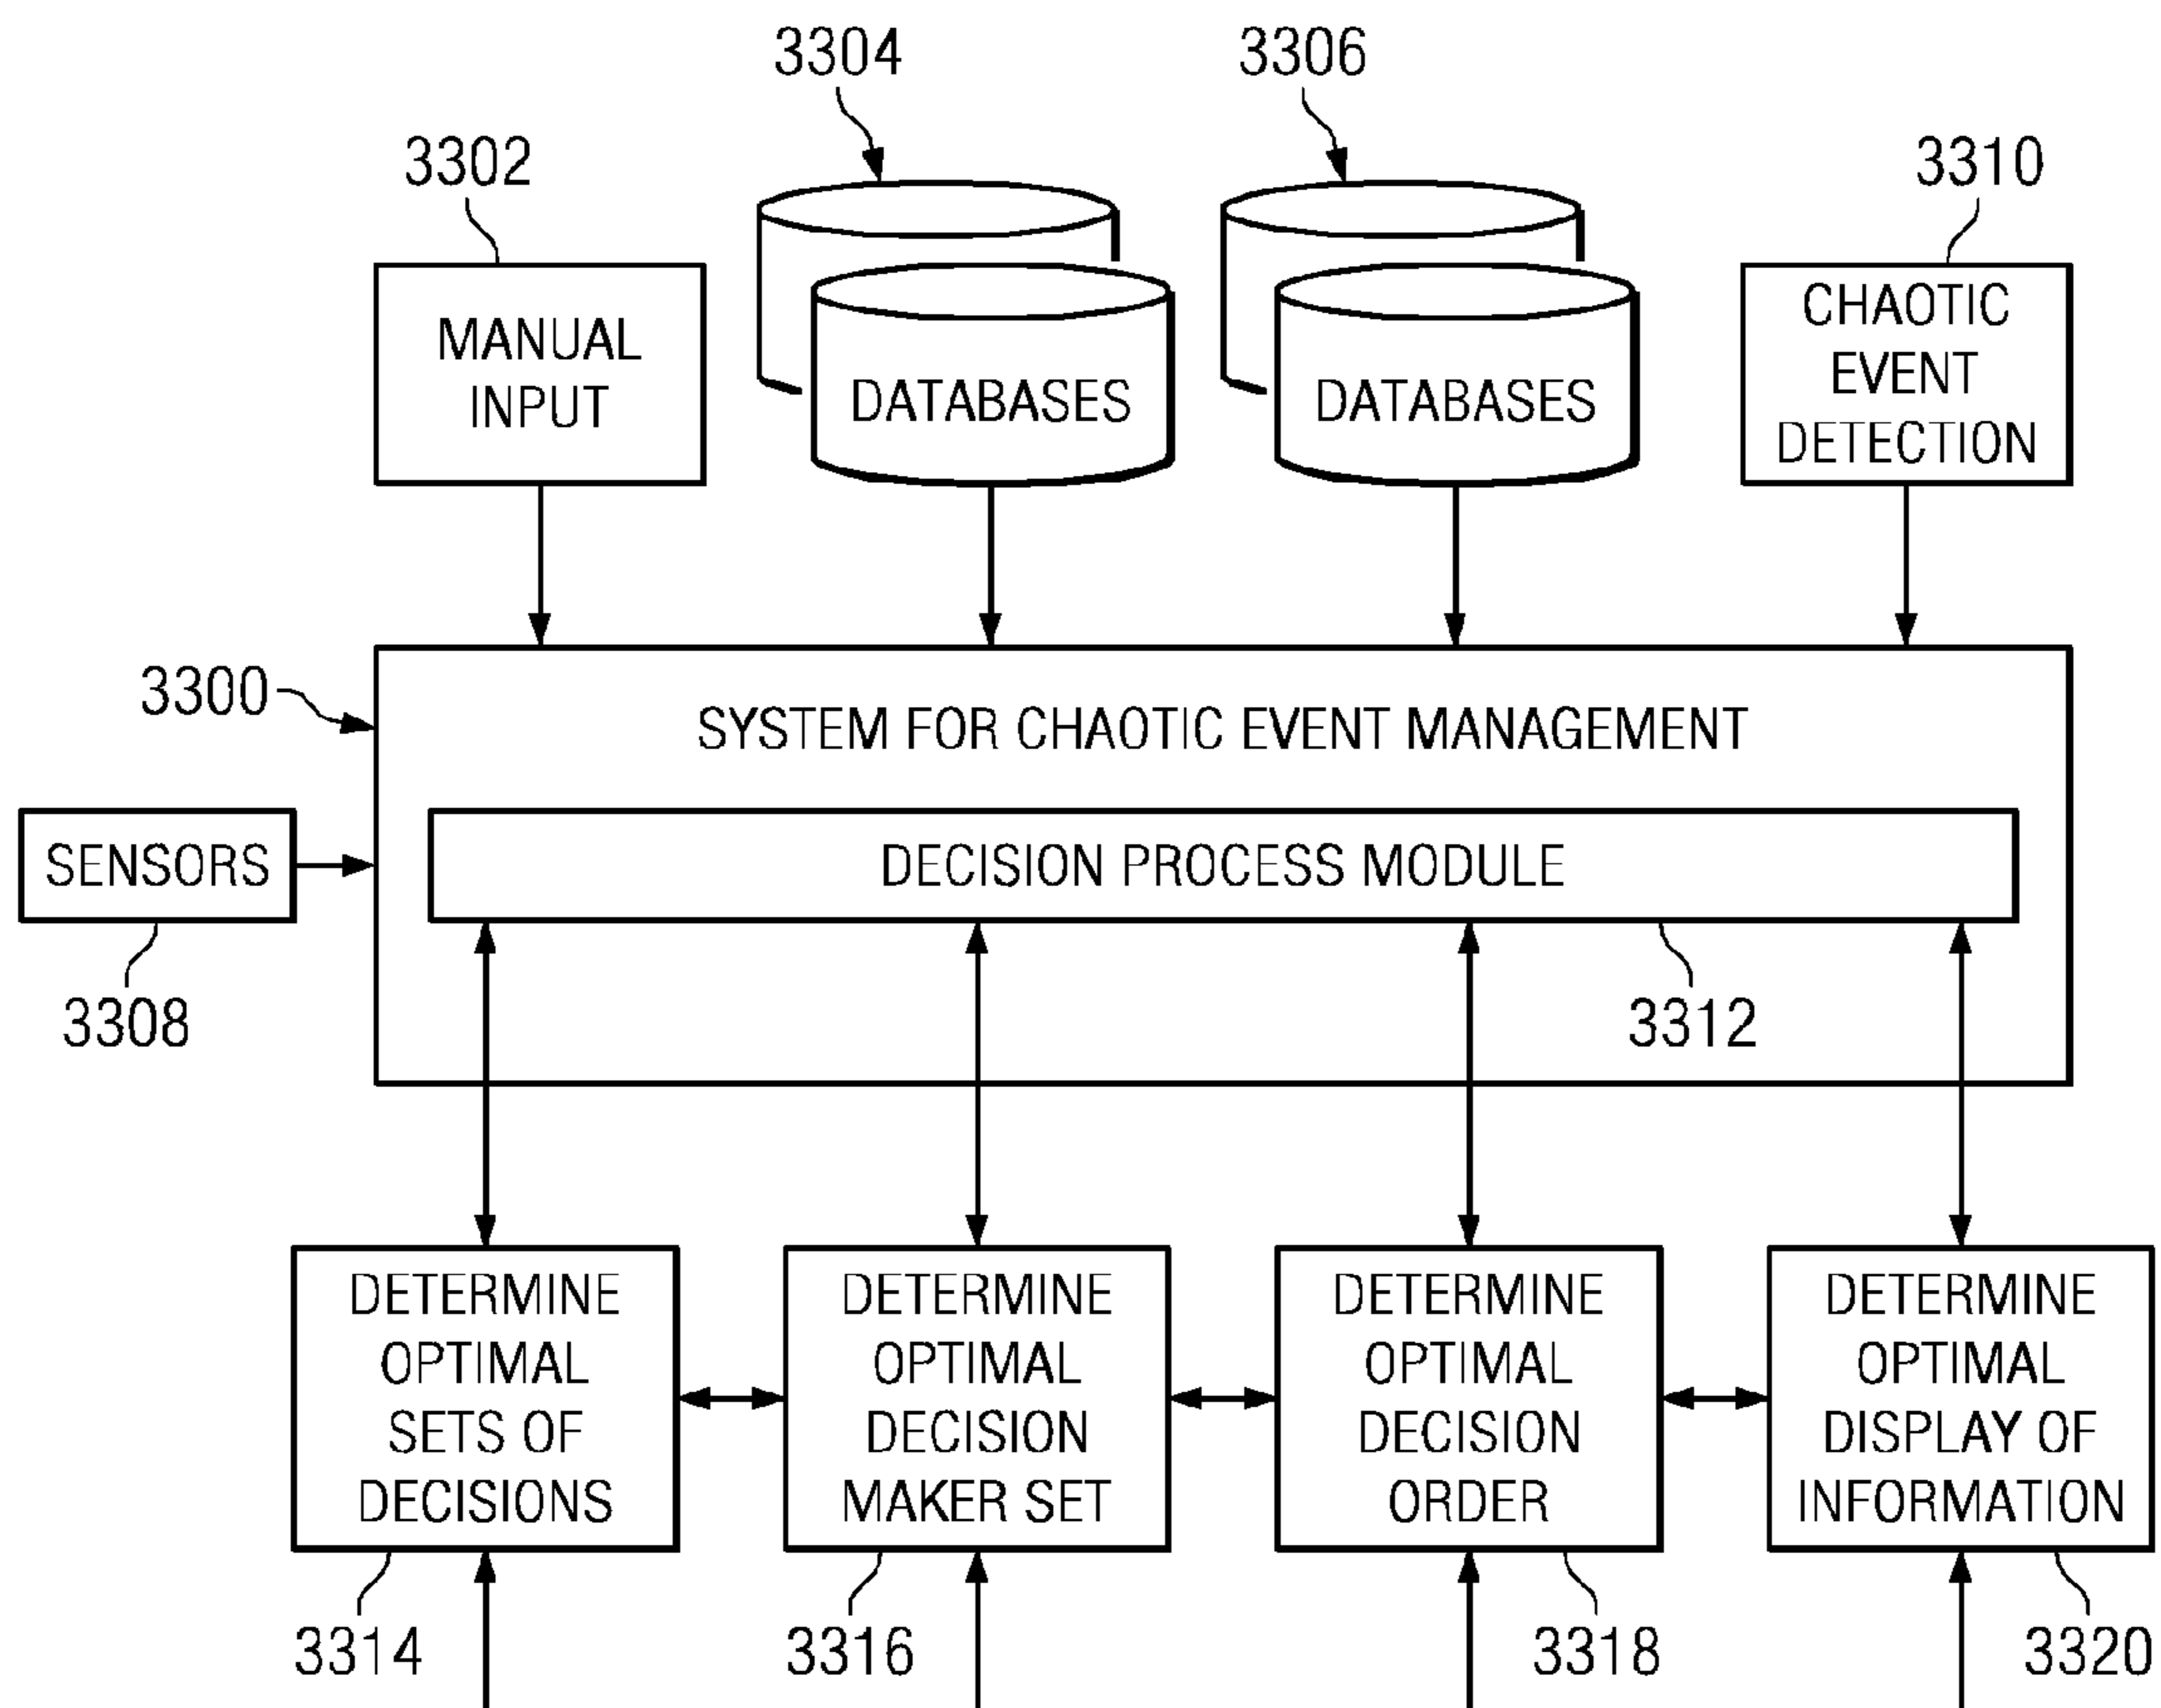 3304
3306
3302
3310
MANUAL
INPUT
DATABASES
DATABASES
CHAOTIC
EVENT
DETECTION
3300
SYSTEM FOR CHAOTIC EVENT MANAGEMENT
SENSORS
DECISION PROCESS MODULE
3308
3312
DETERMINE
OPTIMAL
SETS OF
DECISIONS
DETERMINE
OPTIMAL
DECISION
MAKER SET
DETERMINE
OPTIMAL
DECISION
ORDER
DETERMINE
OPTIMAL
DISPLAY OF
INFORMATION
3314
3316
3318
3320